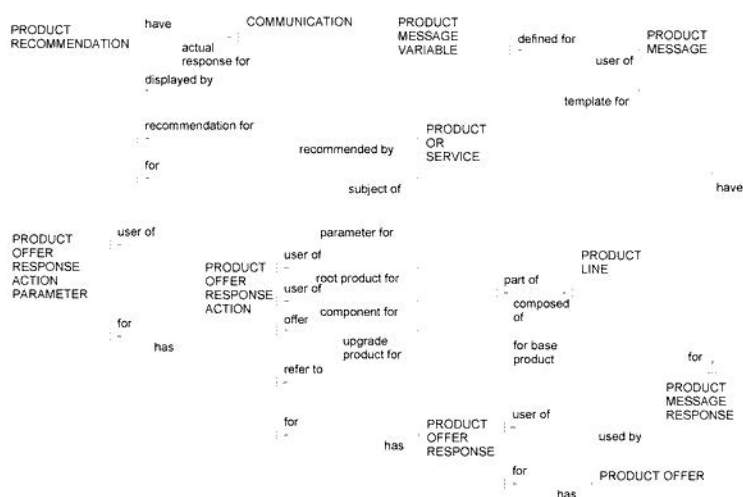 PRODUCT
RECOMMENDATION
have
COMMUNICATION
actual
response for
displayed by
PRODUCT
MESSAGE
VARIABLE
defined for
PRODUCT
MESSAGE
user of
template for
recommendation for
recommended by
PRODUCT
OR
SERVICE
for
subject of
have
PRODUCT
OFFER
RESPONSE
ACTION
PARAMETER
user of
parameter for
PRODUCT
OFFER
RESPONSE
ACTION
user of
root product for
user of
component for
offer
upgrade
product for
refer to
PRODUCT
LINE
part of
composed
of
for base
product
for
has
for
PRODUCT
MESSAGE
RESPONSE
for
has
PRODUCT
OFFER
RESPONSE
user of
used by
for
has
PRODUCT OFFER